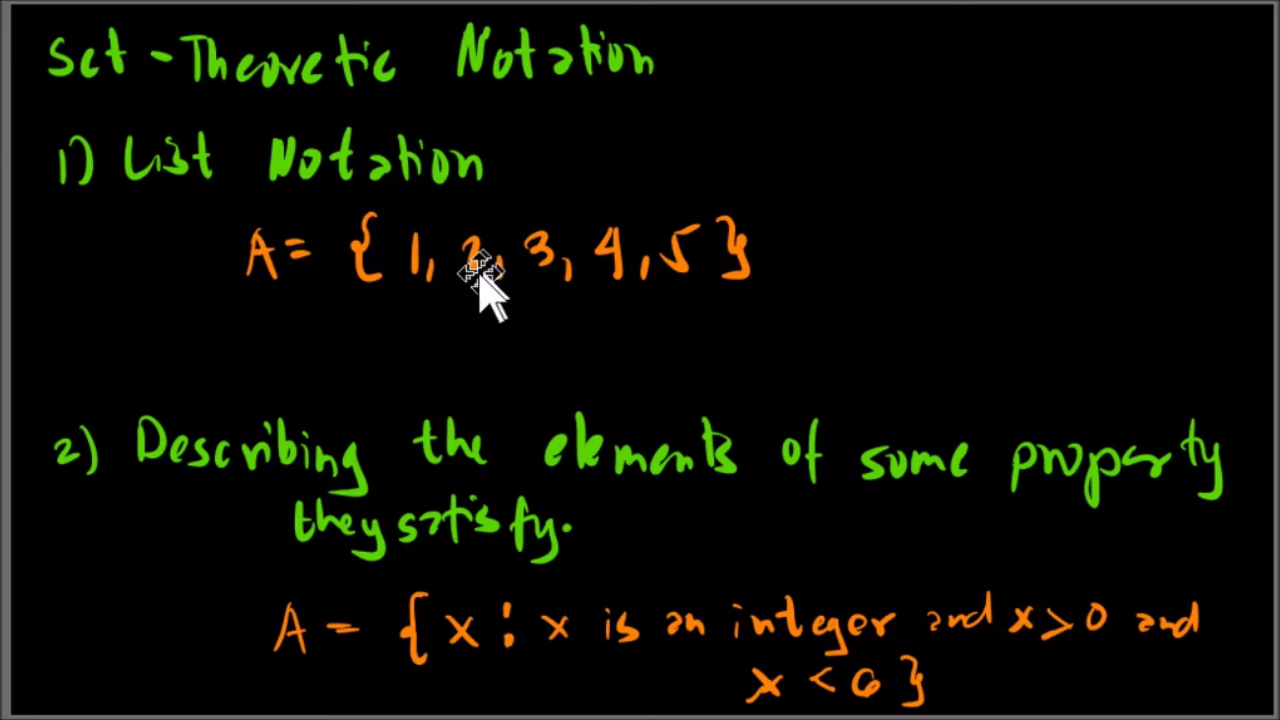 Set-Theoretic Notation
1) List Notation
A = { 1, 2, 3, 4, 5 }
2) Describing the elements of some property
they satisfy.
A = { x : x is an integer and x > 0 and
x < 6 }